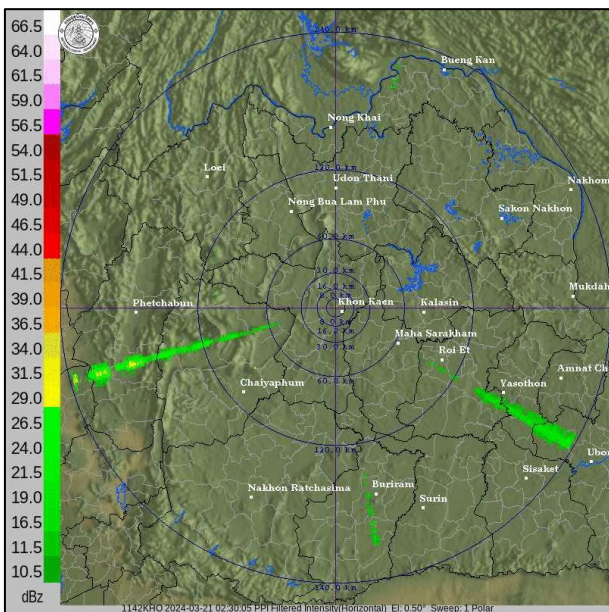 66.5
64.0
61.5
59.0
56.5
54.0
51.5
49.0
46.5
44.0
41.5
39.0
36.5
34.0
31.5
29.0
26.5
24.0
21.5
19.0
16.5
13.0
10.5
dBz
Bueng Kan
Nong Khai
Loei
Udon Thani
Nong Bua Lam Phu
Nakhom
Sakon Nakhon
Mukdah
Phetchabun
Khon Kaen
Kalasin
Maha Sarakham
Roi-Et
Amnat Ch
Chaiyaphum
Yasothon
Ubor
Nakhon Ratchasima
Buriram
Surin
Sisaket
1142KHO 2024-03-21 02:30:05 PPI Filtered Intensity(Horizontal) El: 0.50° Sweep: 1 Polar